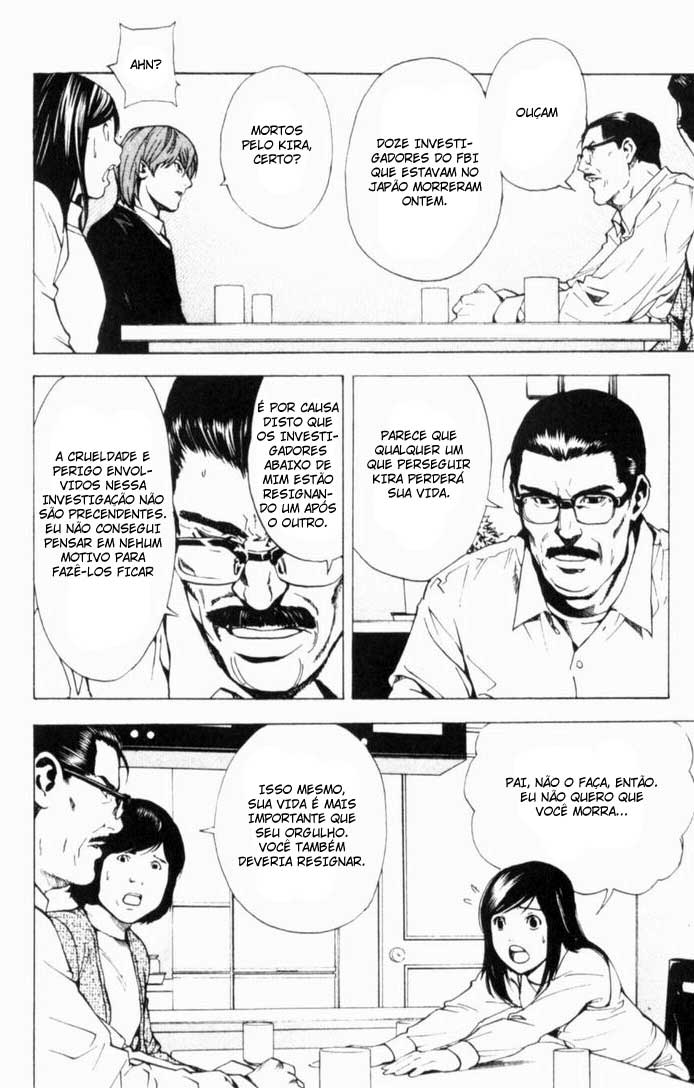 OUÇAM
DOZE INVESTI-
GADORES DO FBI
QUE ESTAVAM NO
JAPÃO MORRERAM
ONTEM.
MORTOS
PELO KIRA,
CERTO?
AHN?
PARECE QUE
QUALQUER UM
QUE PERSEGUIR
KIRA PERDERÁ
SUA VIDA.
É POR CAUSA
DISTO QUE
OS INVESTI-
GADORES
ABAIXO DE
MIM ESTÃO
RESIGNAN-
DO UM APÓS
O OUTRO.
A CRUELDADE E
PERIGO ENVOL-
VIDOS NESSA
INVESTIGAÇÃO NÃO
SÃO PRECENDENTES.
EU NÃO CONSEGUI
PENSAR EM NEHUM
MOTIVO PARA
FAZÊ-LOS FICAR
PAI, NÃO O FAÇA, ENTÃO.
EU NÃO QUERO QUE
VOCÊ MORRA...
ISSO MESMO,
SUA VIDA É MAIS
IMPORTANTE QUE
SEU ORGULHO.
VOCÊ TAMBÉM
DEVERIA RESIGNAR.